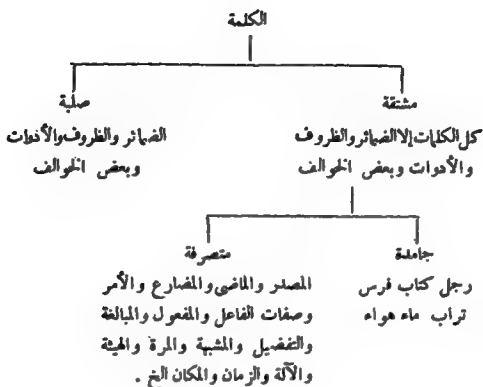 الكلمة
مشتقة
كل الكلمات إلا الضمائر والظروف
والأدوات وبعض الخوالف
صلبة
الضمائر والظروف والأدوات
وبعض الخوالف
جامدة
رجل كتاب فرس
تراب ماء هواء
متصرفة
المصدر والماضى والمضارع والأمر
وصفات الفاعل والمفعول والمبالغة
والتفضيل والمشبهة والمرة والهيئة
والآلة والزمان والمكان الخ .